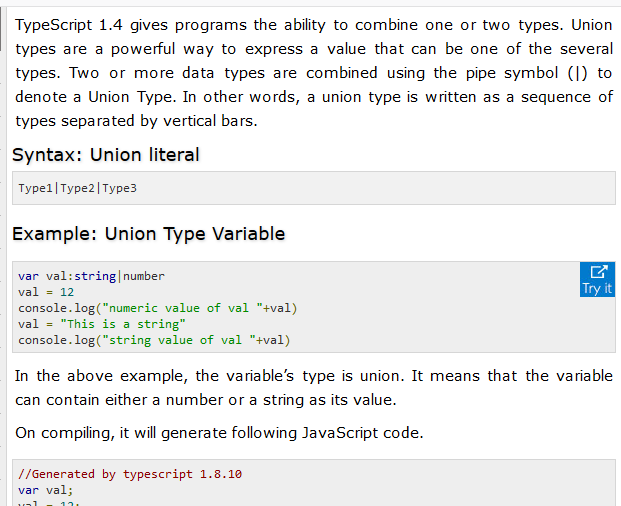 TypeScript 1.4 gives programs the ability to combine one or two types. Union
types are a powerful way to express a value that can be one of the several
types. Two or more data types are combined using the pipe symbol (|) to
denote a Union Type. In other words, a union type is written as a sequence of
types separated by vertical bars.
Syntax: Union literal
Type1|Type2|Type3
Example: Union Type Variable
var val:string|number
Try it
val = 12
console.log("numeric value of val "+val)
val = "This is a string"
console.log("string value of val "+val)
In the above example, the variable’s type is union. It means that the variable
can contain either a number or a string as its value.
On compiling, it will generate following JavaScript code.
//Generated by typescript 1.8.10
var val;
val = 12;